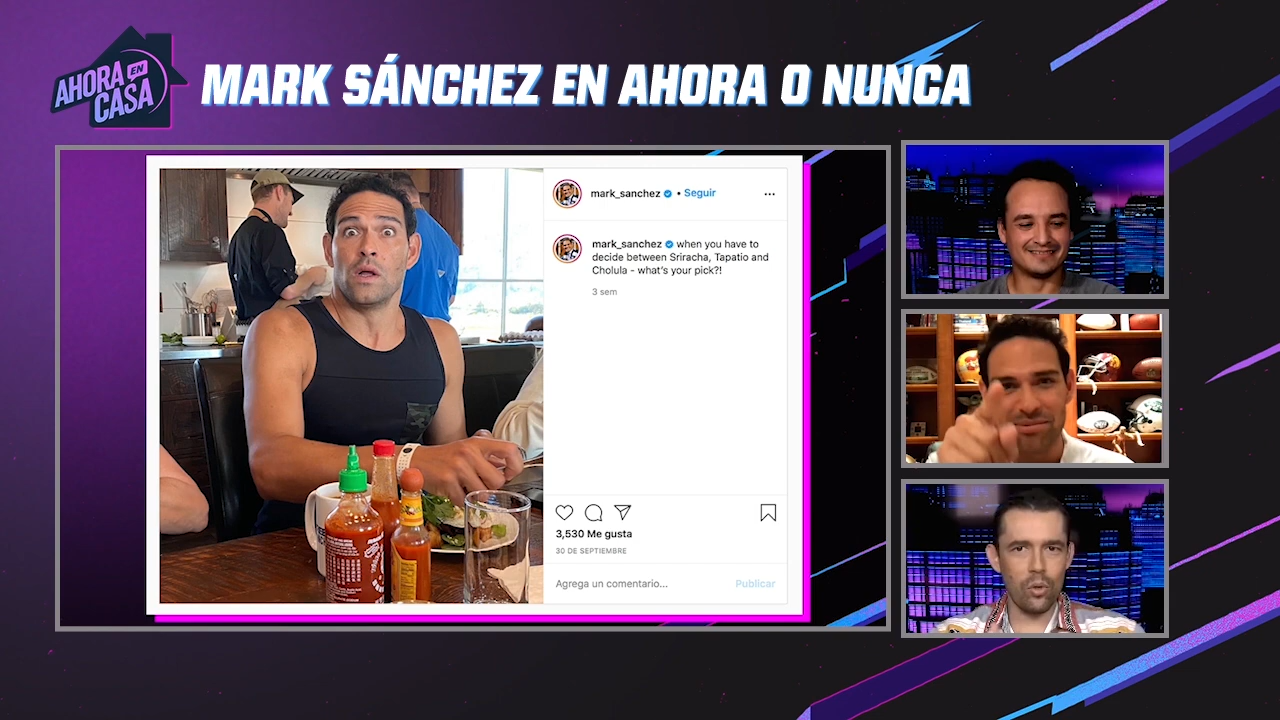 AHORA EN
CASA
MARK SÁNCHEZ EN AHORA O NUNCA
mark_sanchez • Seguir
mark_sanchez when you have to
decide between Sriracha, Tapatio and
Cholula - what's your pick?!
3 sem
3,530 Me gusta
30 DE SEPTIEMBRE
Agrega un comentario...
Publicar